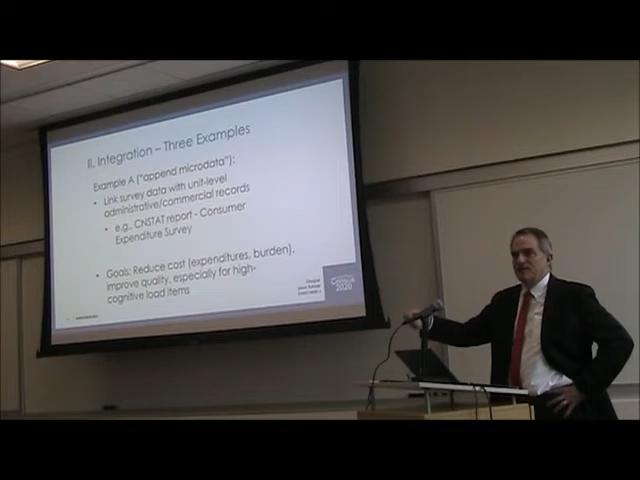 II. Integration – Three Examples
Example A ("append microdata"):
• Link survey data with unit-level
administrative/commercial records
• e.g., CNSTAT report - Consumer
Expenditure Survey
• Goals: Reduce cost (expenditures, burden),
improve quality, especially for high-
cognitive load items
Census
2020